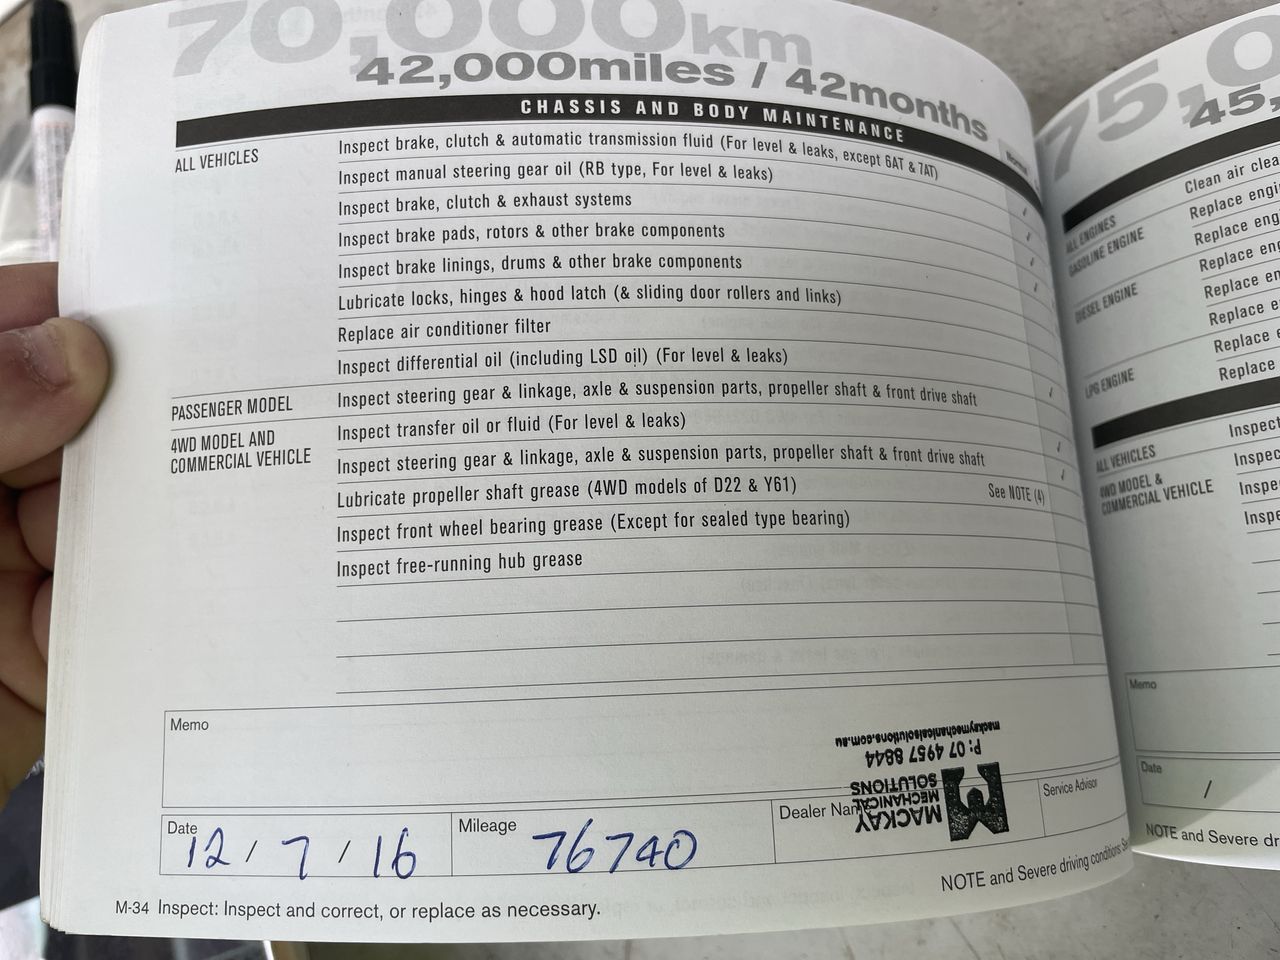 70,000km
42,000miles / 42months
CHASSIS AND BODY MAINTENANCE
ALL VEHICLES
Inspect brake, clutch & automatic transmission fluid (For level & leaks, except 6AT & 7AT)
Inspect manual steering gear oil (RB type, For level & leaks)
Inspect brake, clutch & exhaust systems
Inspect brake pads, rotors & other brake components
Inspect brake linings, drums & other brake components
Lubricate locks, hinges & hood latch (& sliding door rollers and links)
Replace air conditioner filter
Inspect differential oil (including LSD oil) (For level & leaks)
PASSENGER MODEL
Inspect steering gear & linkage, axle & suspension parts, propeller shaft & front drive shaft
4WD MODEL AND
COMMERCIAL VEHICLE
Inspect transfer oil or fluid (For level & leaks)
Inspect steering gear & linkage, axle & suspension parts, propeller shaft & front drive shaft
Lubricate propeller shaft grease (4WD models of D22 & Y61) See NOTE (4)
Inspect front wheel bearing grease (Except for sealed type bearing)
Inspect free-running hub grease
Memo
MACKAY
MECHANICAL
SOLUTIONS
P: 07 4957 8844
mackaymechanicalsolutions.com.au
Date 12 / 7 / 16
Mileage 76740
Dealer Name
Service Advisor
NOTE and Severe driving conditions
M-34 Inspect: Inspect and correct, or replace as necessary.
75,0
45,
ALL ENGINES
Clean air clea
GASOLINE ENGINE
Replace engi
Replace eng
DIESEL ENGINE
Replace en
Replace en
Replace e
LPG ENGINE
Replace e
Replace
ALL VEHICLES
Inspect
4WD MODEL &
COMMERCIAL VEHICLE
Inspec
Inspe
Inspe
Memo
Date /
NOTE and Severe dr